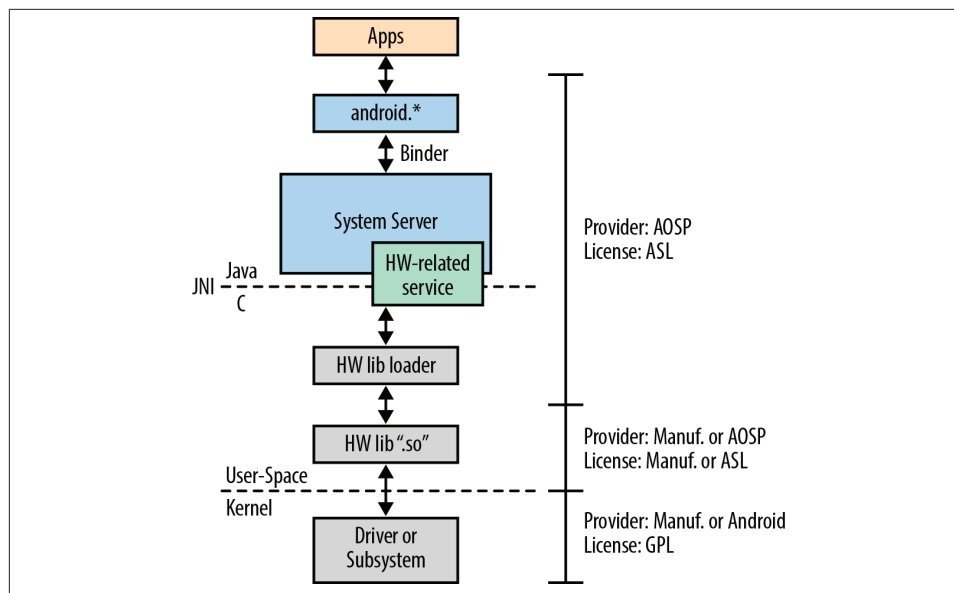 Apps
android.*
Binder
System Server
HW-related
service
JNI
Java
C
HW lib loader
HW lib “.so”
User-Space
Kernel
Driver or
Subsystem
Provider: AOSP
License: ASL
Provider: Manuf. or AOSP
License: Manuf. or ASL
Provider: Manuf. or Android
License: GPL